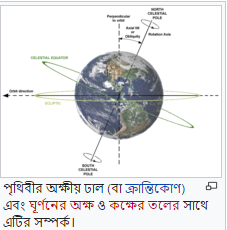 NORTH
CELESTIAL
POLE
Perpendicular
to orbit
Axial tilt
or
Obliquity
Rotation Axis
CELESTIAL EQUATOR
Orbit direction
ECLIPTIC
SOUTH
CELESTIAL
POLE
পৃথিবীর অক্ষীয় ঢাল (বা ক্রান্তিকোণ)
এবং ঘূর্ণনের অক্ষ ও কক্ষের তলের সাথে
এটির সম্পর্ক।